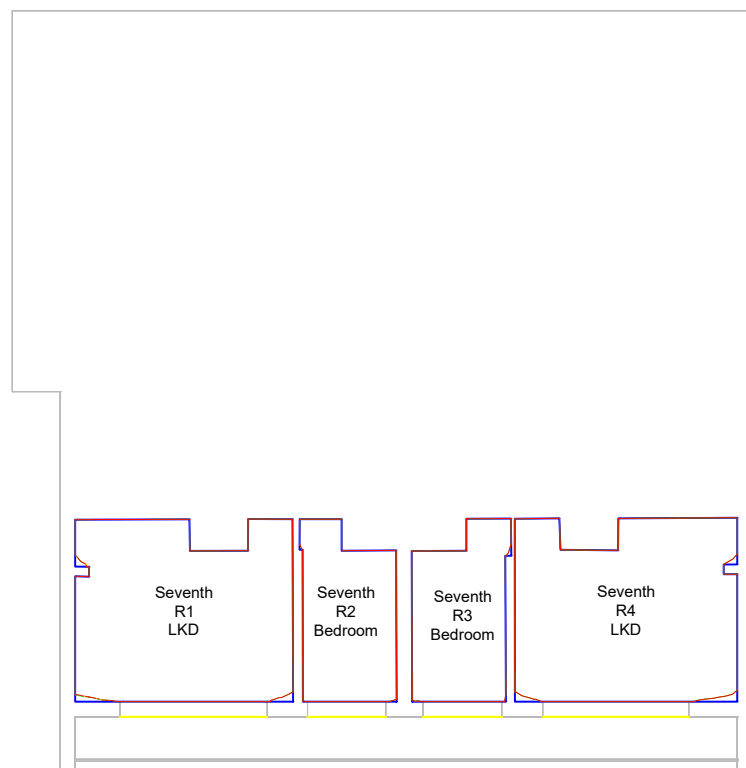 Seventh
R1
LKD
Seventh
R2
Bedroom
Seventh
R3
Bedroom
Seventh
R4
LKD